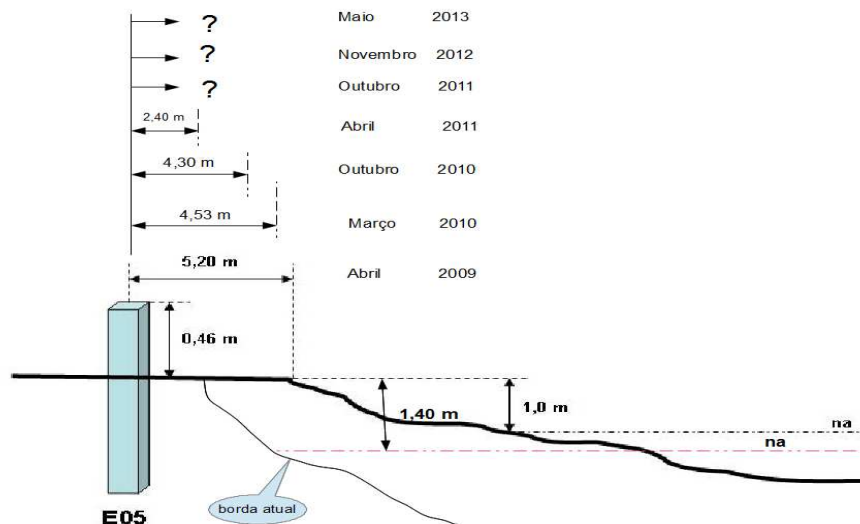 ? Maio 2013
? Novembro 2012
? Outubro 2011
2,40 m Abril 2011
4,30 m Outubro 2010
4,53 m Março 2010
5,20 m Abril 2009
0,46 m
1,40 m 1,0 m na
na
borda atual
E05